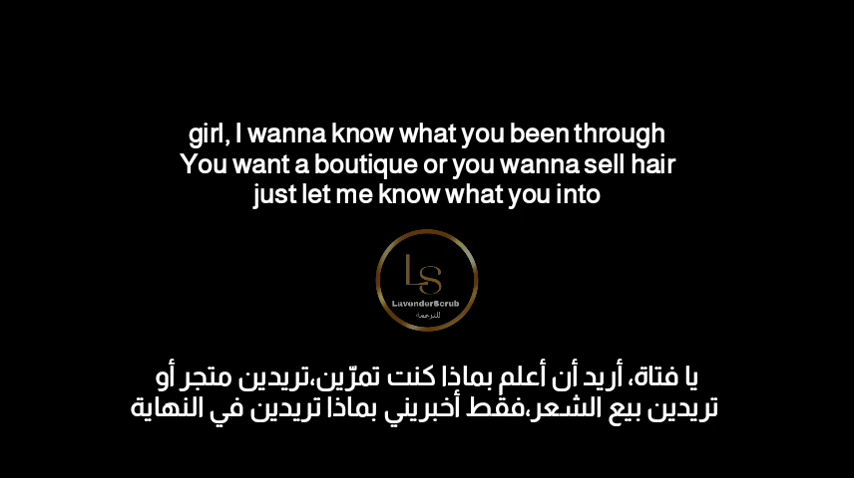 girl, I wanna know what you been through
You want a boutique or you wanna sell hair
just let me know what you into
LS
LavenderScrub
للترجمة
يا فتاة، أريد أن أعلم بماذا كنت تمرّين،تريدين متجر أو
تريدين بيع الشعر،فقط أخبريني بماذا تريدين في النهاية